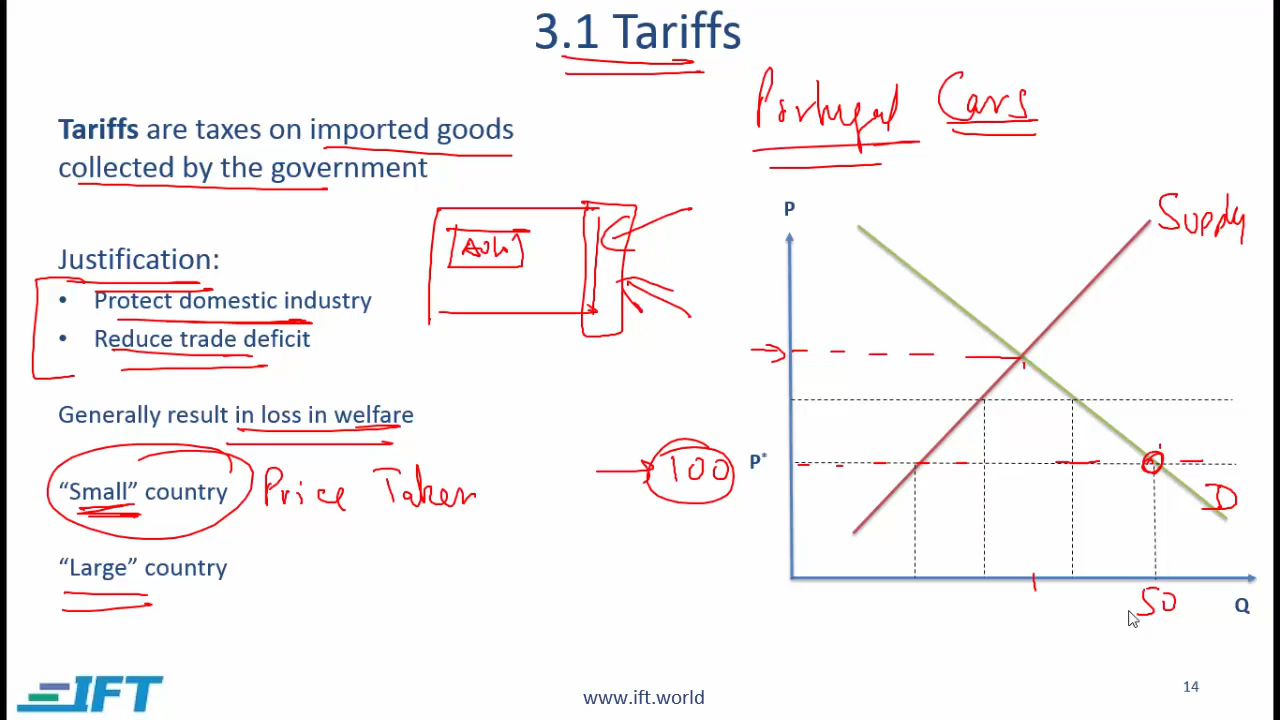 3.1 Tariffs
Portugal Cars
Tariffs are taxes on imported goods
collected by the government
Justification:
• Protect domestic industry
• Reduce trade deficit
Generally result in loss in welfare
"Small" country Price Taker
"Large" country
P
Supply
P*
100
D
50
Q
IFT
www.ift.world
14